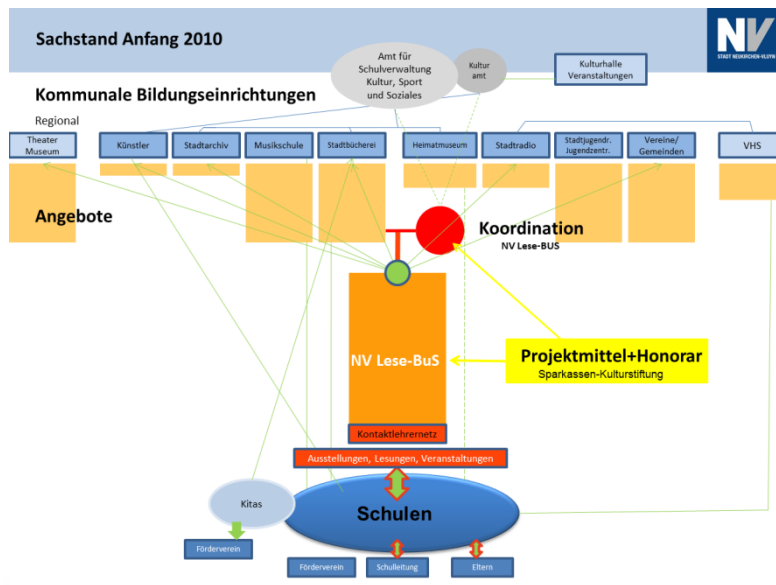 Sachstand Anfang 2010
NV
STADT NEUKIRCHEN-VLUYN
Amt für
Schulverwaltung
Kultur, Sport
und Soziales
Kultur
amt
Kulturhalle
Veranstaltungen
Kommunale Bildungseinrichtungen
Regional
Theater
Museum
Künstler
Stadtarchiv
Musikschule
Stadtbücherei
Heimatmuseum
Stadtradio
Stadtjugendr.
Jugendzentr.
Vereine/
Gemeinden
VHS
Angebote
Koordination
NV Lese-BUS
NV Lese-BuS
Projektmittel+Honorar
Sparkassen-Kulturstiftung
Kontaktlehrernetz
Ausstellungen, Lesungen, Veranstaltungen
Kitas
Schulen
Förderverein
Förderverein
Schulleitung
Eltern